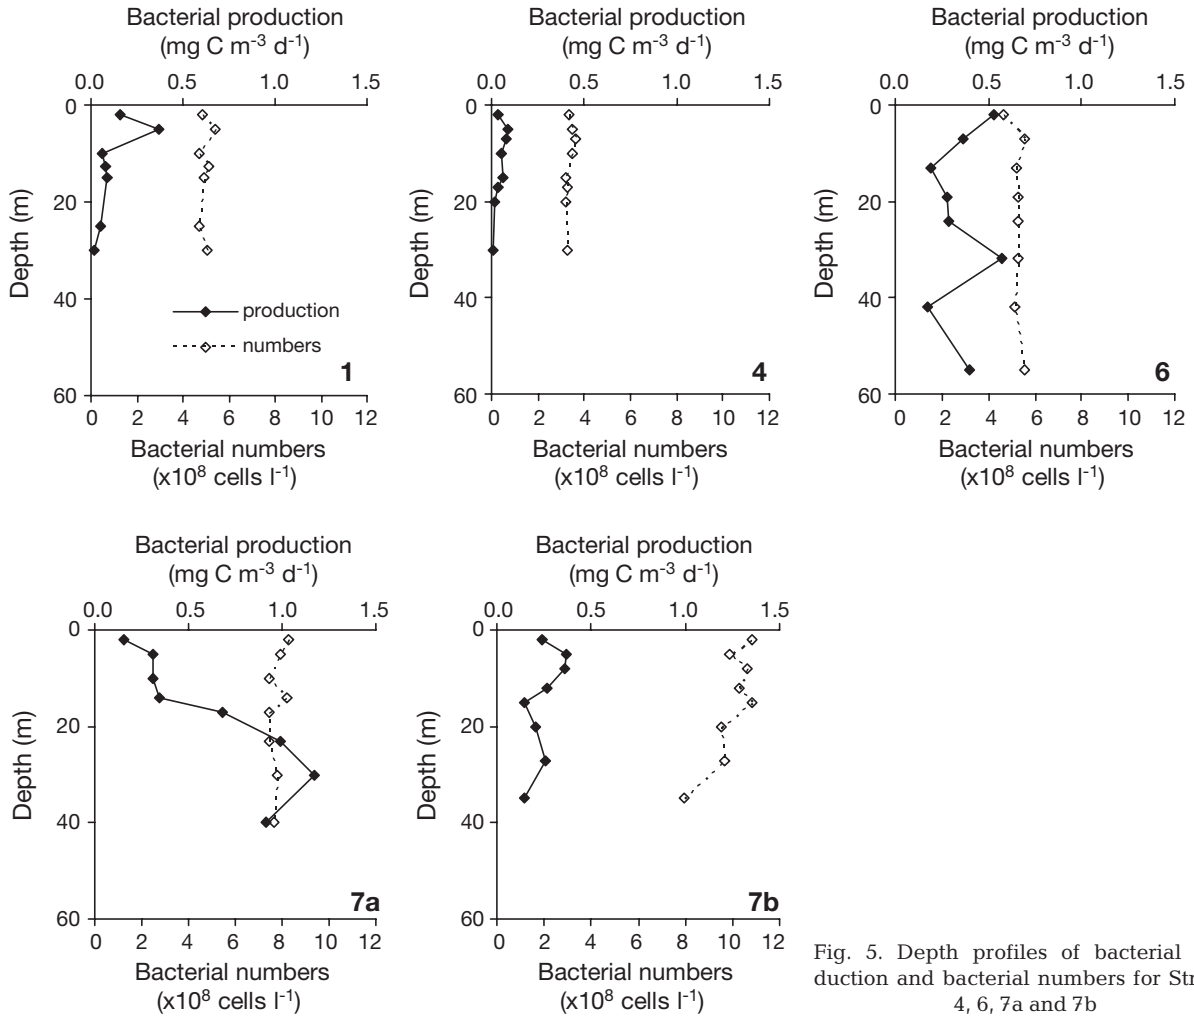 Bacterial production
(mg C m-3 d-1)
0.0 0.5 1.0 1.5
0
20
40
60
Depth (m)
production
numbers
1
0 2 4 6 8 10 12
Bacterial numbers
(x10⁸ cells l-1)
Bacterial production
(mg C m-3 d-1)
0.0 0.5 1.0 1.5
0
20
40
60
Depth (m)
4
0 2 4 6 8 10 12
Bacterial numbers
(x10⁸ cells l-1)
Bacterial production
(mg C m-3 d-1)
0.0 0.5 1.0 1.5
0
20
40
60
Depth (m)
6
0 2 4 6 8 10 12
Bacterial numbers
(x10⁸ cells l-1)
Bacterial production
(mg C m-3 d-1)
0.0 0.5 1.0 1.5
0
20
40
60
Depth (m)
7a
0 2 4 6 8 10 12
Bacterial numbers
(x10⁸ cells l-1)
Bacterial production
(mg C m-3 d-1)
0.0 0.5 1.0 1.5
0
20
40
60
Depth (m)
7b
0 2 4 6 8 10 12
Bacterial numbers
(x10⁸ cells l-1)
Fig. 5. Depth profiles of bacterial
duction and bacterial numbers for
4, 6, 7a and 7b